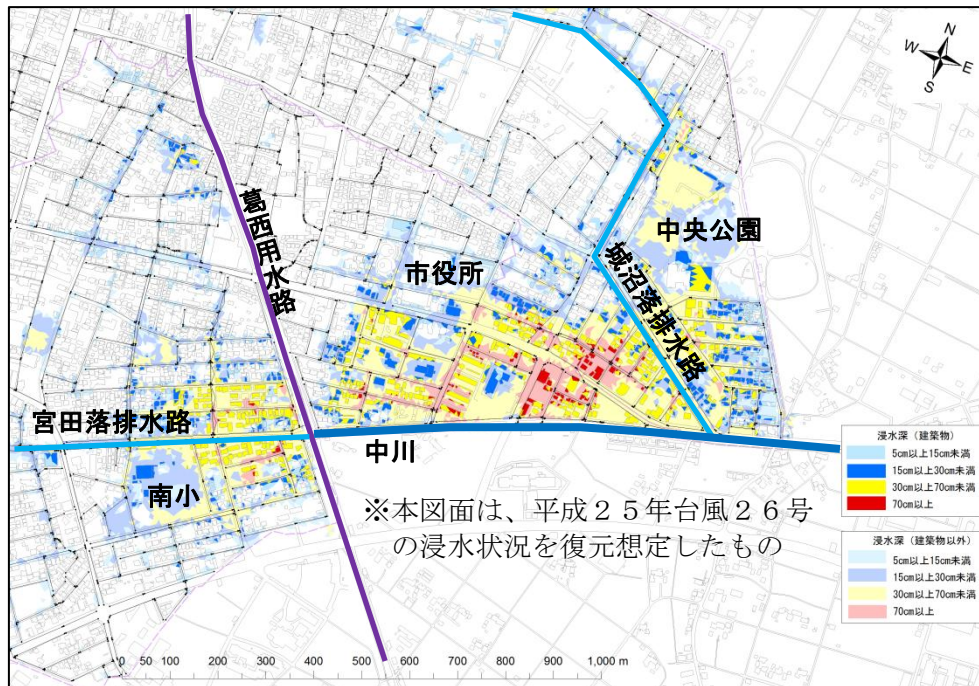 N
W
E
S
葛西用水路
市役所
中央公園
城沼落排水路
宮田落排水路
中川
南小
※本図面は、平成２５年台風２６号
の浸水状況を復元想定したもの
浸水深（建築物）
5cm以上15cm未満
15cm以上30cm未満
30cm以上70cm未満
70cm以上
浸水深（建築物以外）
5cm以上15cm未満
15cm以上30cm未満
30cm以上70cm未満
70cm以上
0 50 100 200 300 400 500 600 700 800 900 1,000 m